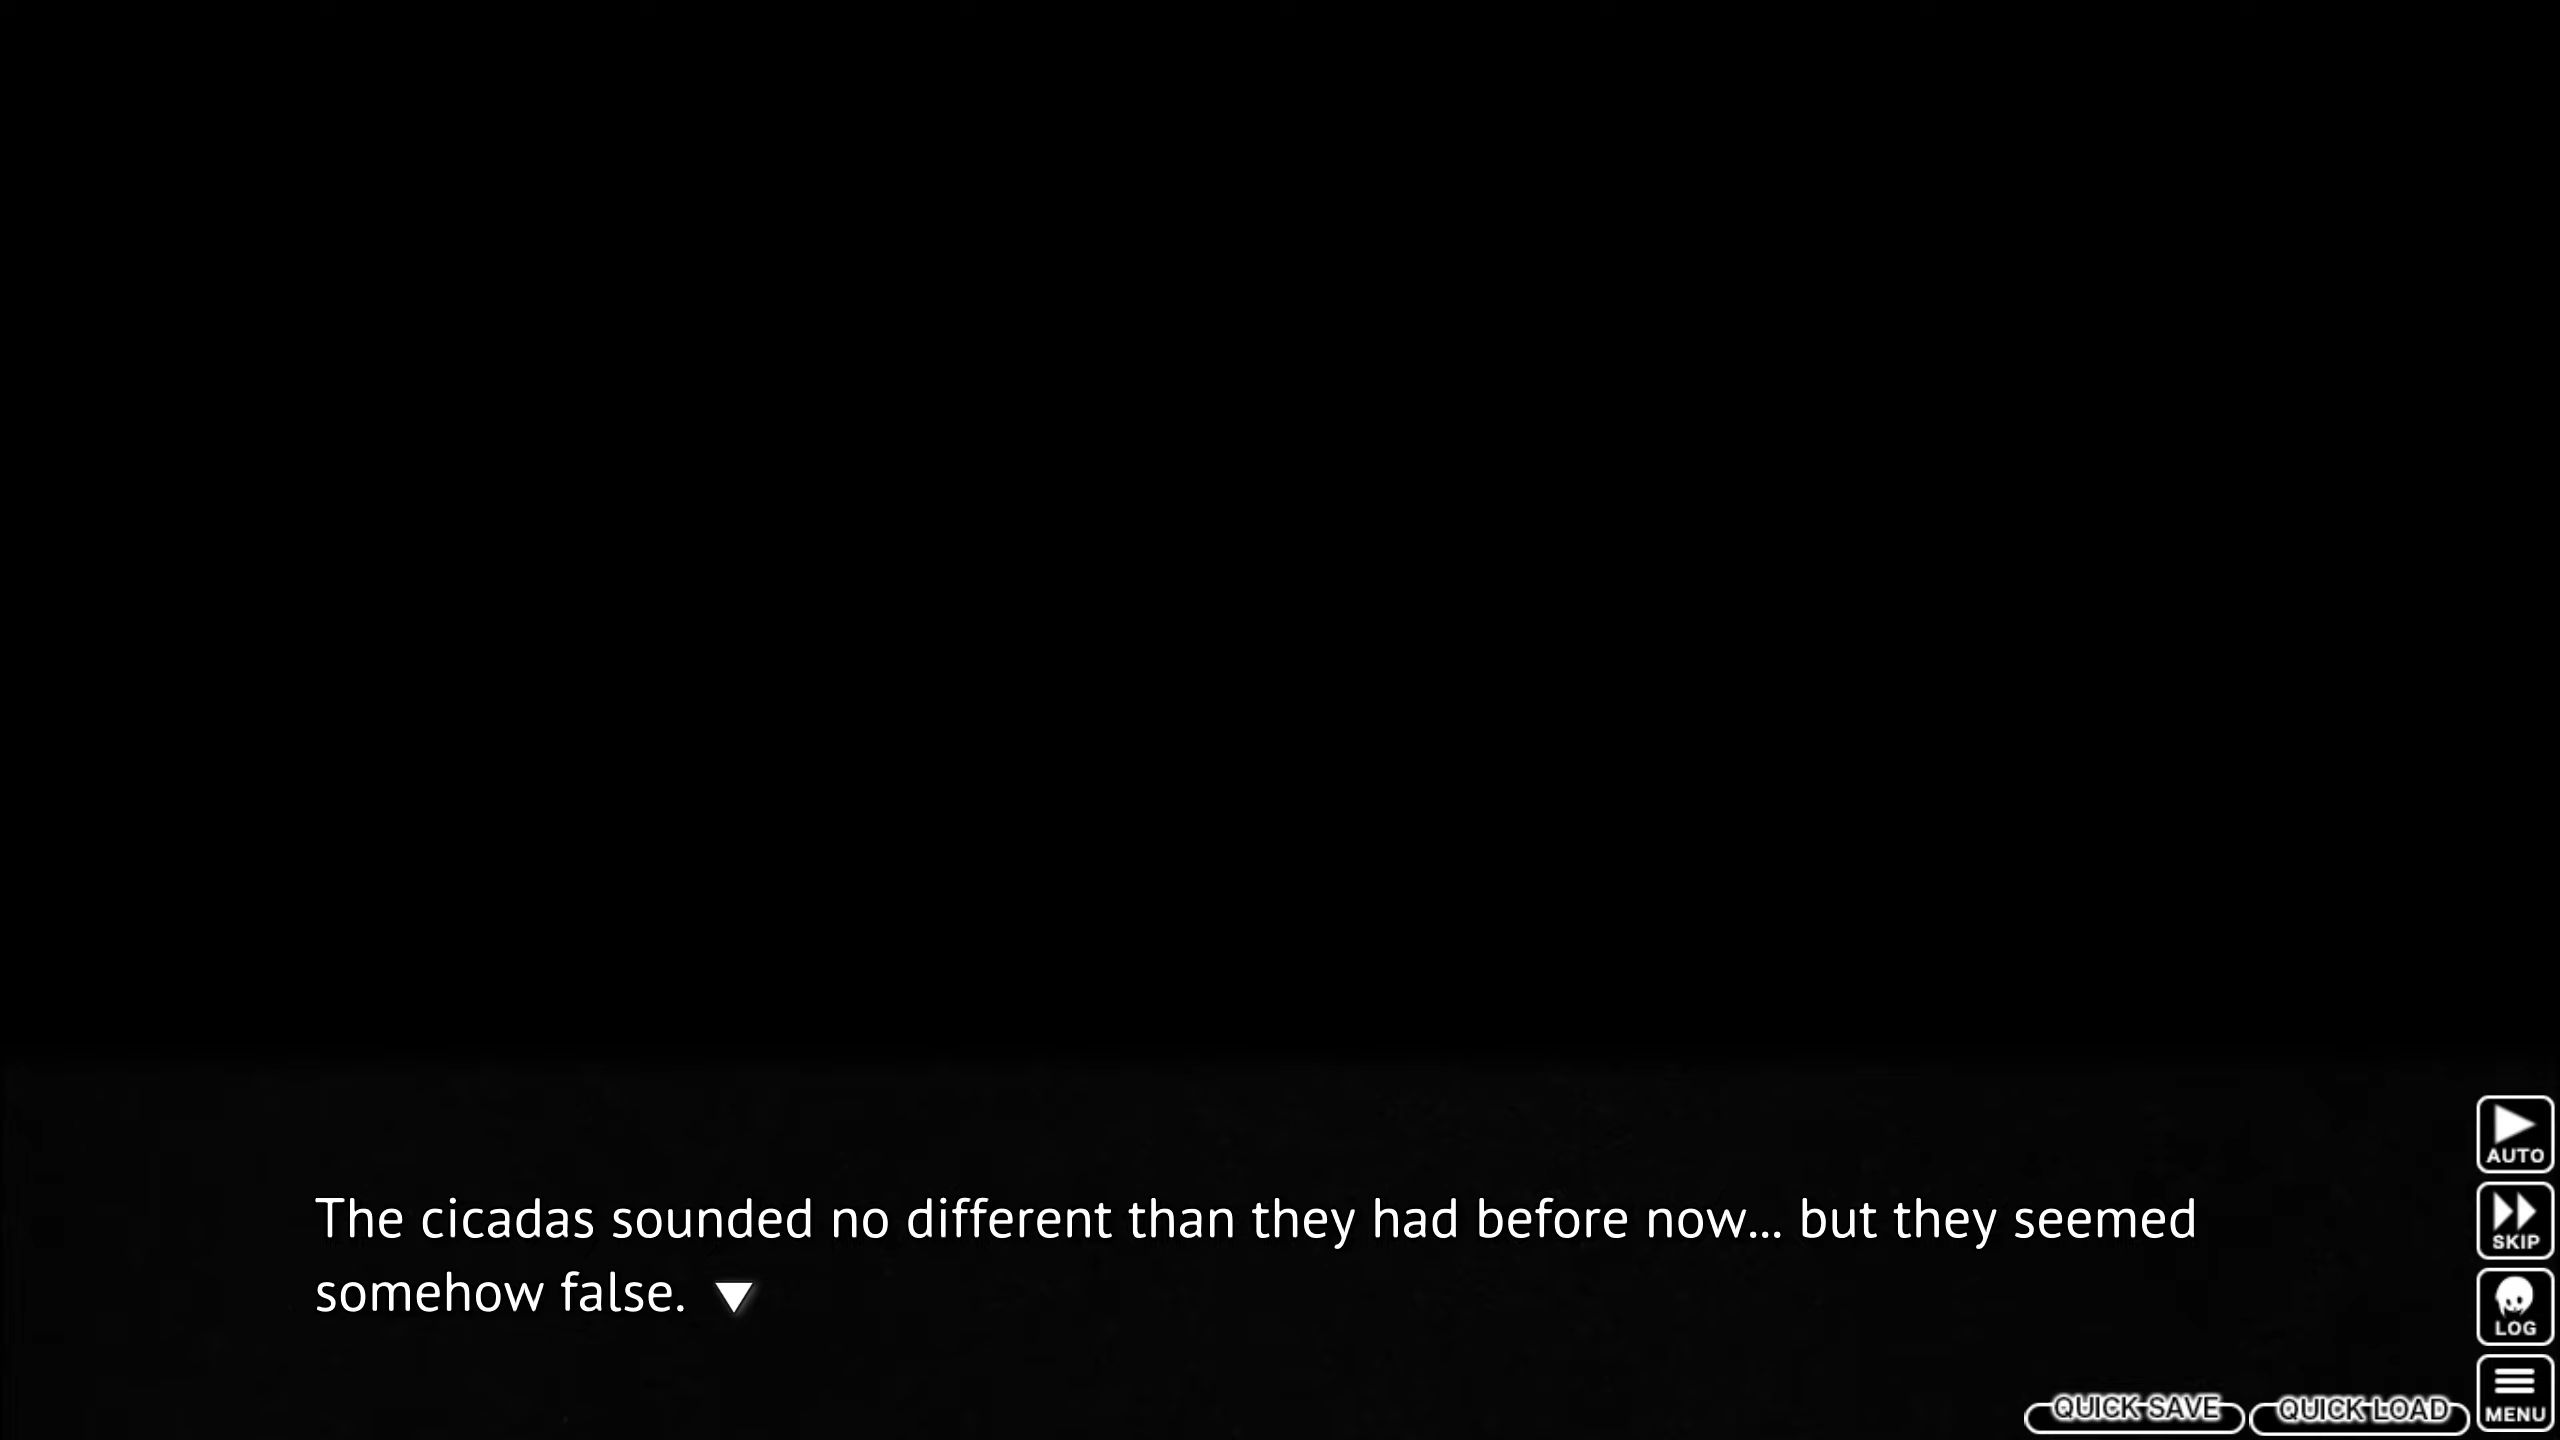 The cicadas sounded no different than they had before now... but they seemed
somehow false.
AUTO
SKIP
LOG
MENU
QUICK SAVE
QUICK LOAD